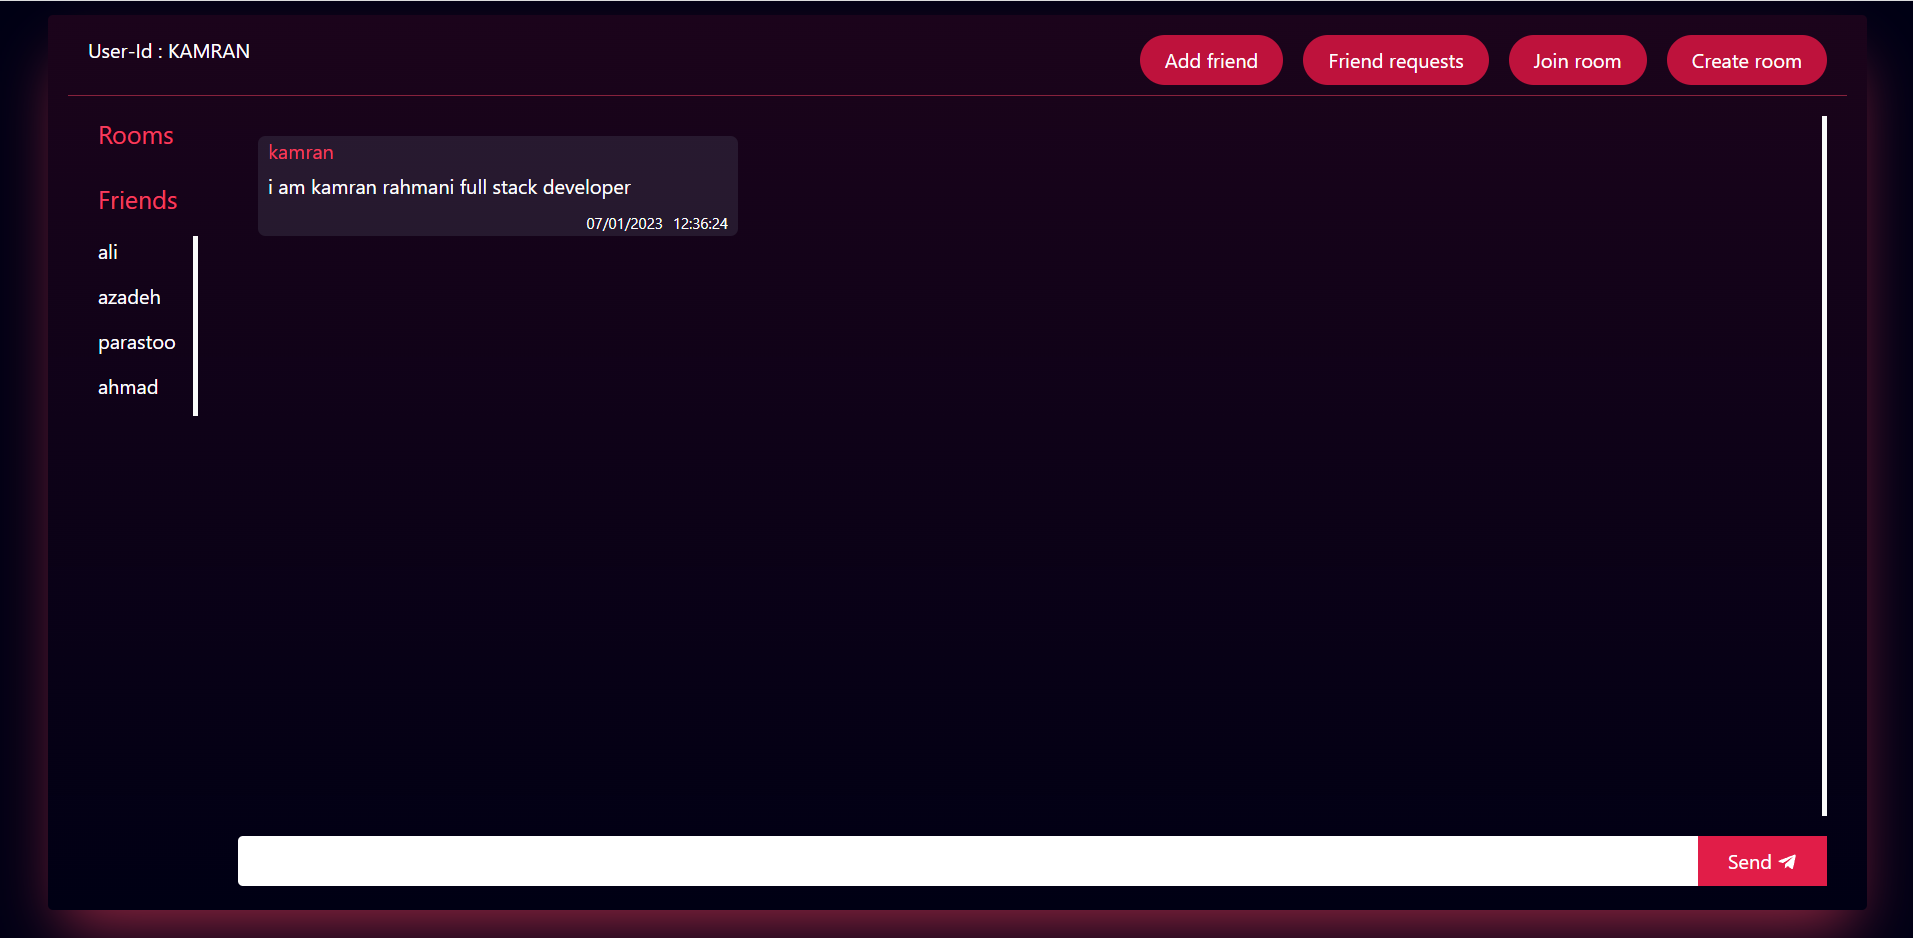 User-Id : KAMRAN
Add friend
Friend requests
Join room
Create room
Rooms
Friends
ali
azadeh
parastoo
ahmad
kamran
i am kamran rahmani full stack developer
07/01/2023 12:36:24
Send